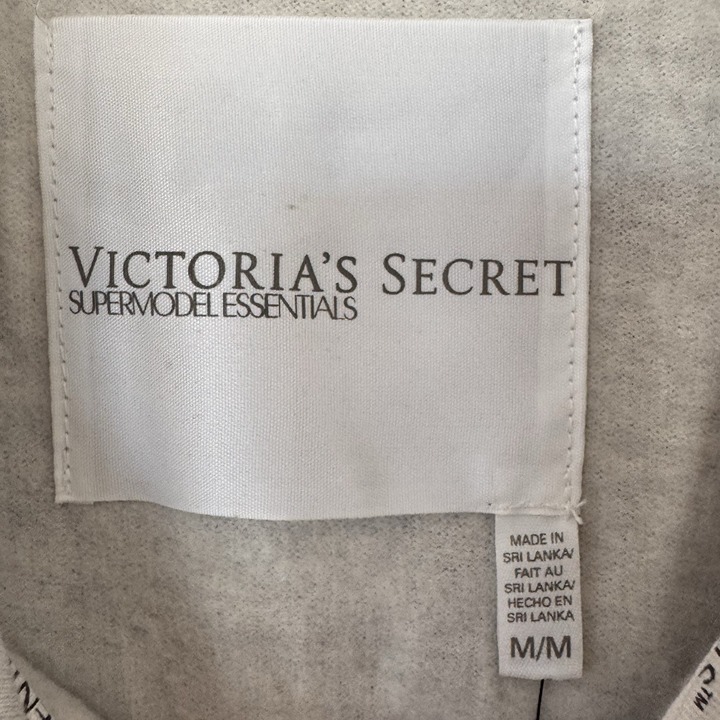 VICTORIA'S SECRET
SUPERMODEL ESSENTIALS
MADE IN
SRI LANKA/
FAIT AU
SRI LANKA/
HECHO EN
SRI LANKA
M/M